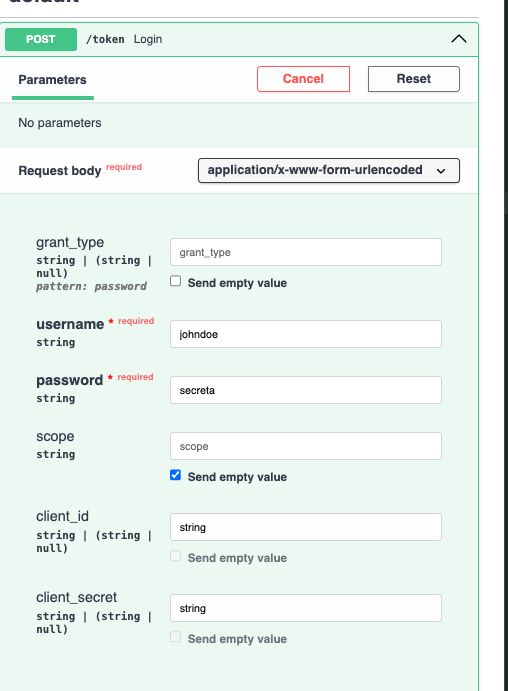 default
POST /token Login
Parameters Cancel Reset
No parameters
Request body required application/x-www-form-urlencoded
grant_type
string | (string |
null)
pattern: password
grant_type
Send empty value
username * required
string
johndoe
password * required
string
secreta
scope
string
scope
Send empty value
client_id
string | (string |
null)
string
Send empty value
client_secret
string | (string |
null)
string
Send empty value